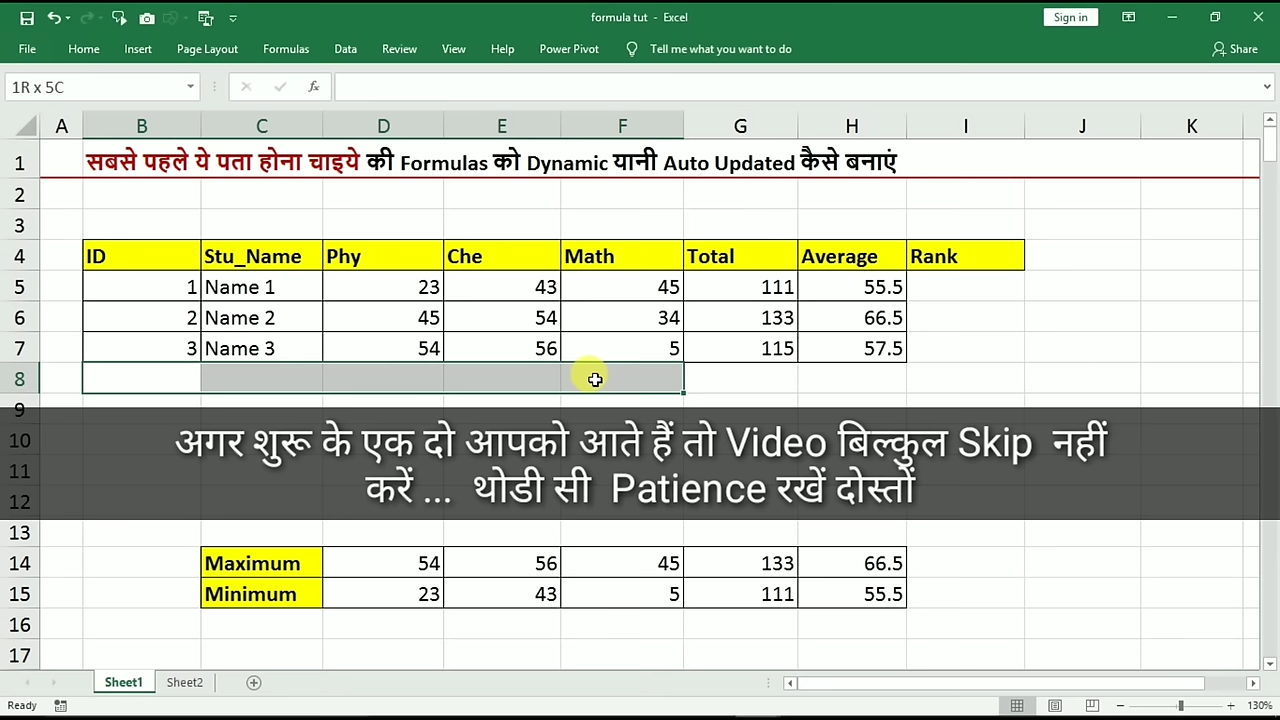 formula tut - Excel
Sign in
File Home Insert Page Layout Formulas Data Review View Help Power Pivot Tell me what you want to do Share
1R x 5C fx
A B C D E F G H I J K
1 सबसे पहले ये पता होना चाइये की Formulas को Dynamic यानी Auto Updated कैसे बनाएं
2
3
4 ID Stu_Name Phy Che Math Total Average Rank
5 1 Name 1 23 43 45 111 55.5
6 2 Name 2 45 54 34 133 66.5
7 3 Name 3 54 56 5 115 57.5
8
9
10 अगर शुरू के एक दो आपको आते हैं तो Video बिल्कुल Skip नहीं
11
12 करें ... थोडी सी Patience रखें दोस्तों
13
14 Maximum 54 56 45 133 66.5
15 Minimum 23 43 5 111 55.5
16
17
Sheet1 Sheet2
Ready 130%